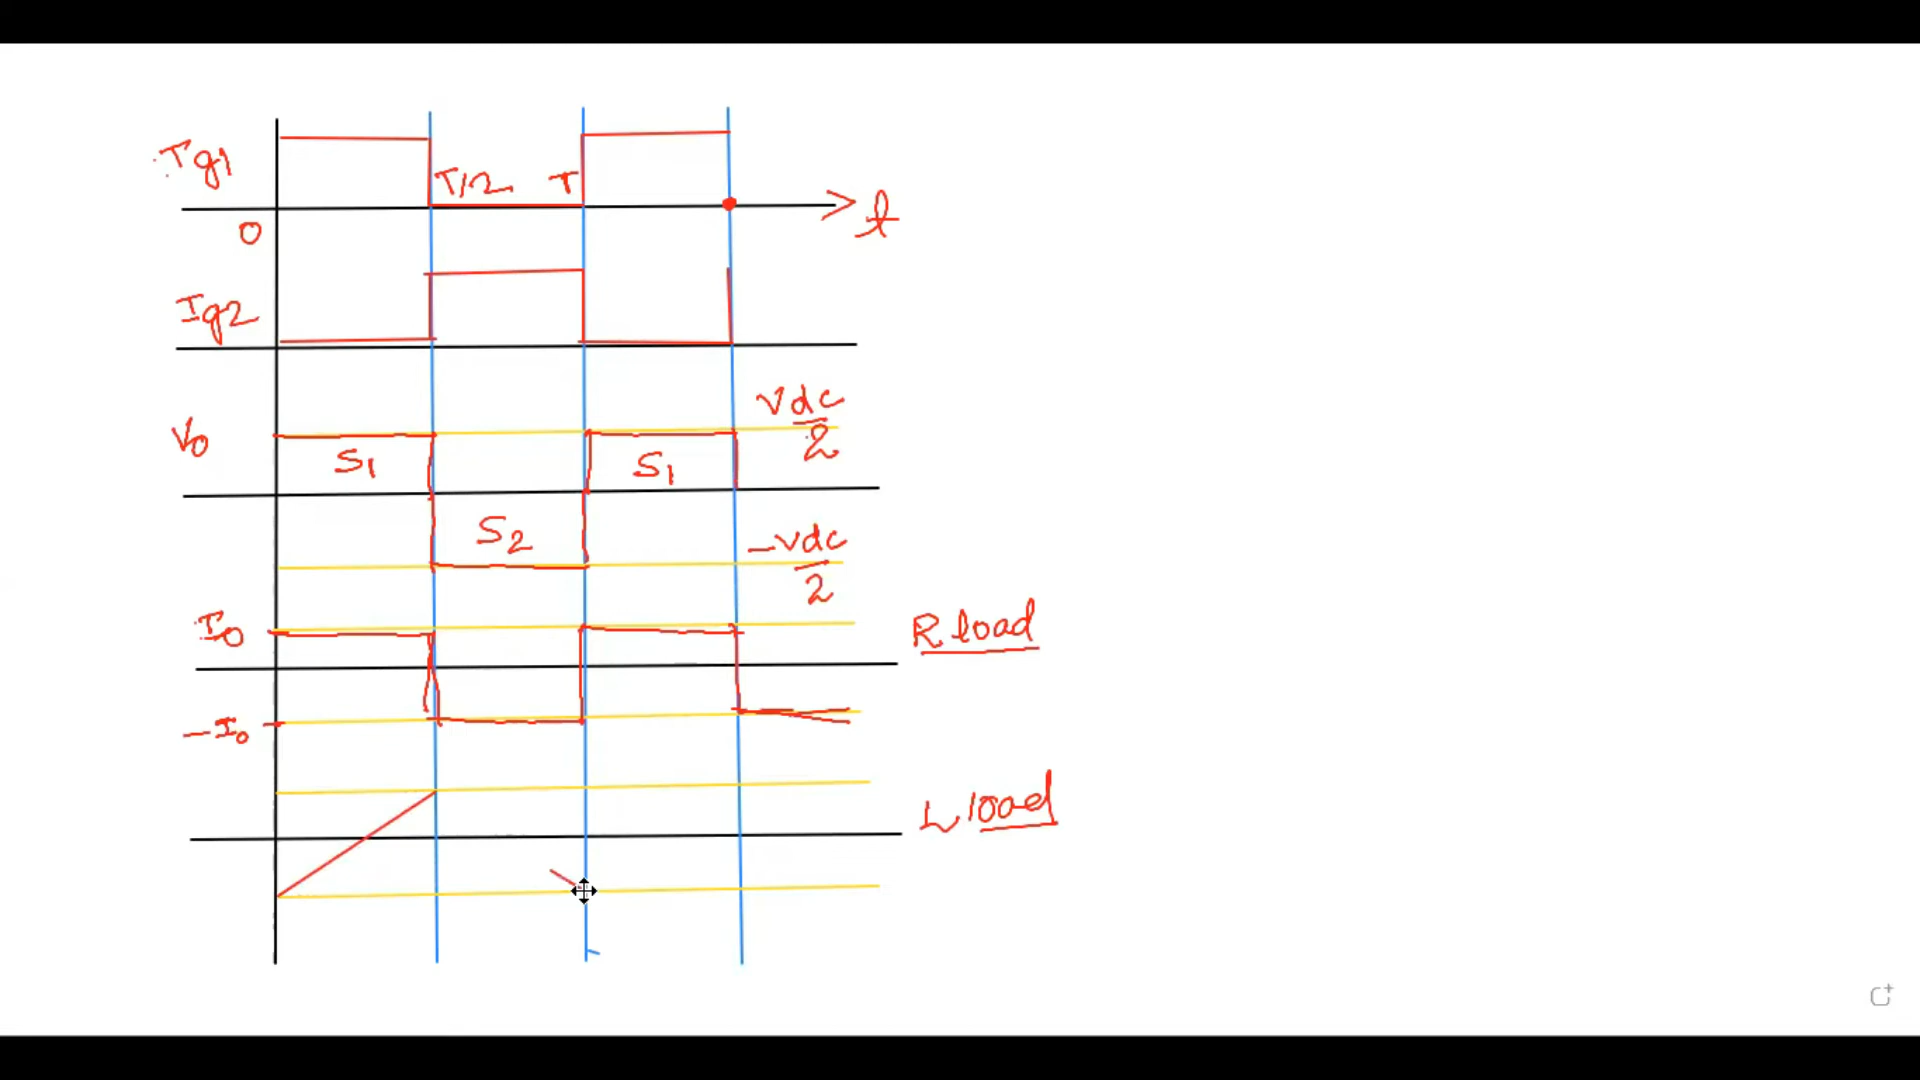 Ig1
T/2 T
t
0
Ig2
Vdc
2
V0
S1 S1
S2
-Vdc
2
I0
R load
-I0
L load